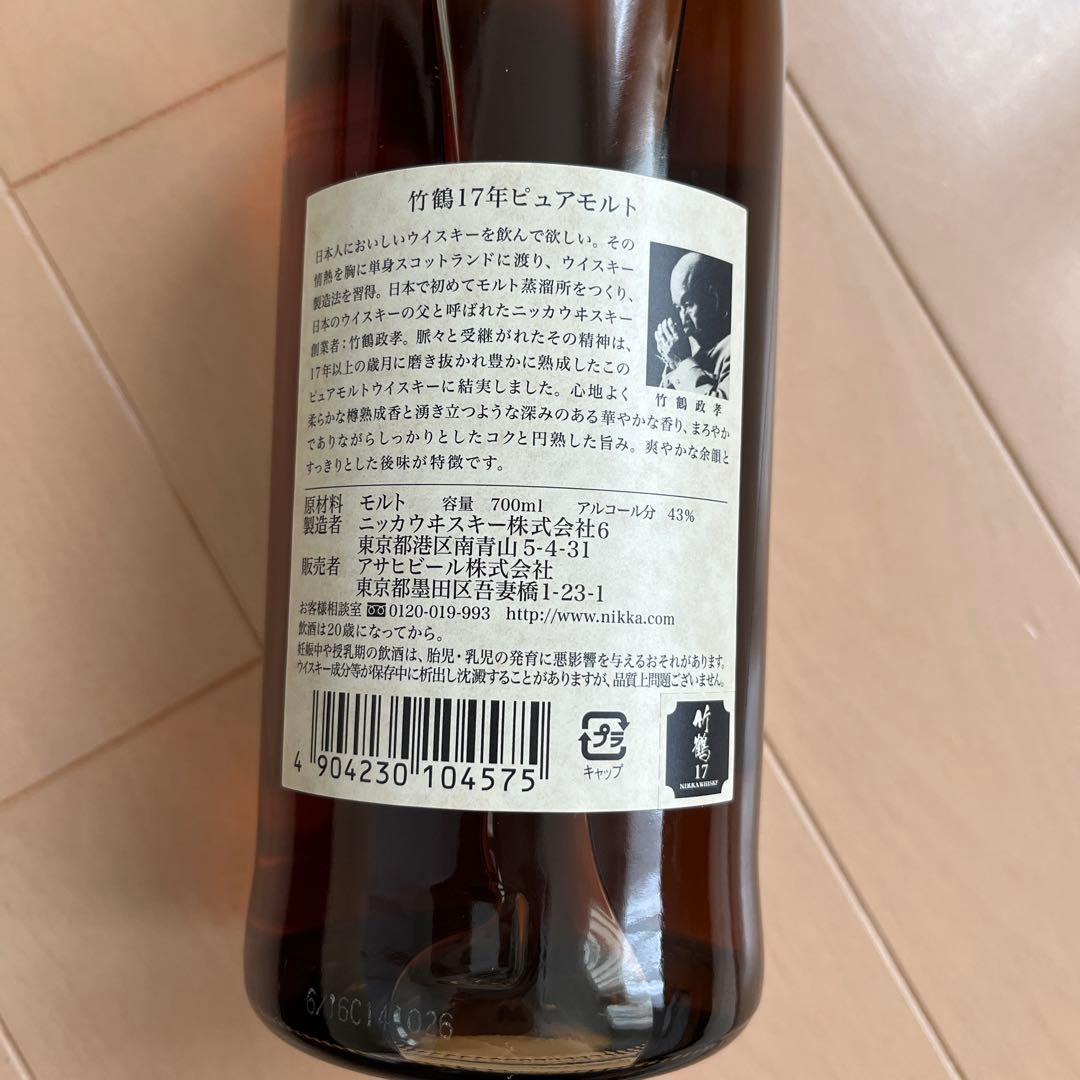 竹鶴17年ピュアモルト
日本人においしいウイスキーを飲んで欲しい。その
情熱を胸に単身スコットランドに渡り、ウイスキー
製造法を習得。日本で初めてモルト蒸溜所をつくり、
日本のウイスキーの父と呼ばれたニッカウヰスキー
創業者:竹鶴政孝。脈々と受継がれたその精神は、
17年以上の歳月に磨き抜かれ豊かに熟成したこの
ピュアモルトウイスキーに結実しました。心地よく
柔らかな樽熟成香と湧き立つような深みのある華やかな香り、まろやか
でありながらしっかりとしたコクと円熟した旨み。爽やかな余韻と
すっきりとした後味が特徴です。
竹鶴政孝
原材料 モルト 容量 700ml アルコール分 43%
製造者 ニッカウヰスキー株式会社6
東京都港区南青山5-4-31
販売者 アサヒビール株式会社
東京都墨田区吾妻橋1-23-1
お客様相談室 0120-019-993 http://www.nikka.com
飲酒は20歳になってから。
妊娠中や授乳期の飲酒は、胎児・乳児の発育に悪影響を与えるおそれがあります。
ウイスキー成分等が保存中に析出し沈澱することがありますが、品質上問題ございません。
4 904230 104575
プラ
キャップ
竹鶴
17
NIKKA WHISKY